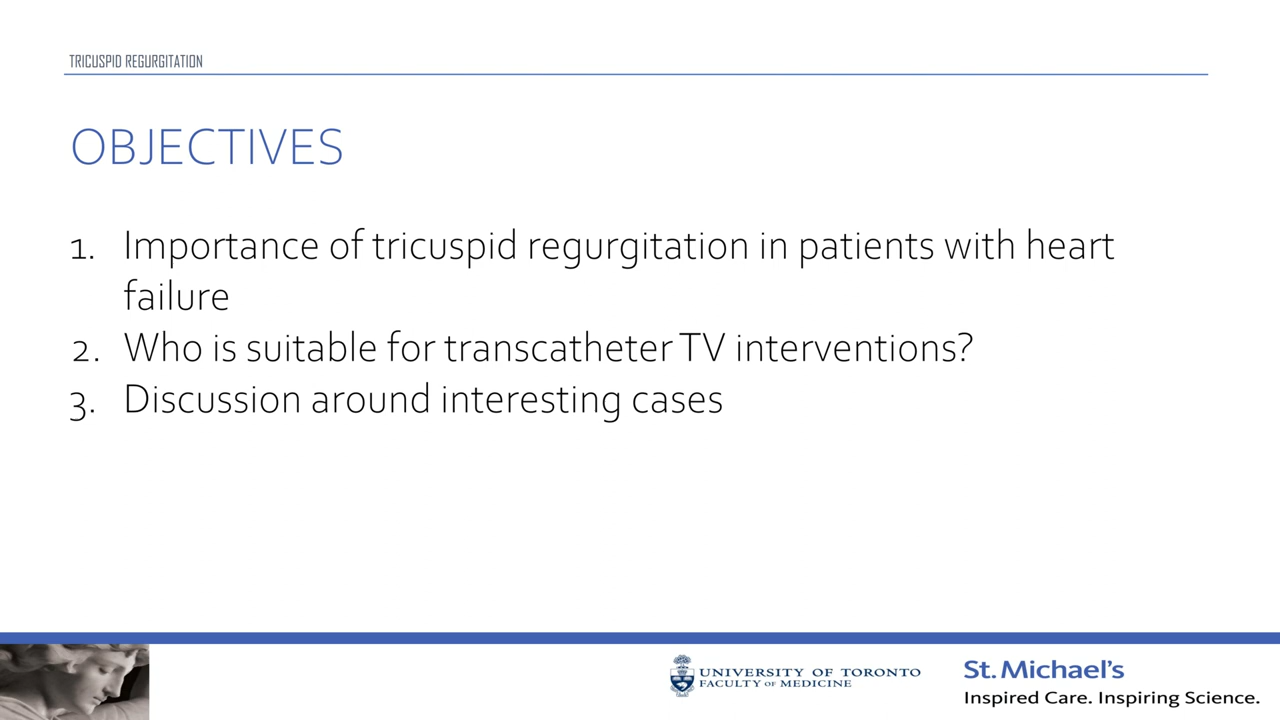 TRICUSPID REGURGITATION
OBJECTIVES
1. Importance of tricuspid regurgitation in patients with heart
failure
2. Who is suitable for transcatheter TV interventions?
3. Discussion around interesting cases
UNIVERSITY OF TORONTO
FACULTY OF MEDICINE
St. Michael's
Inspired Care. Inspiring Science.